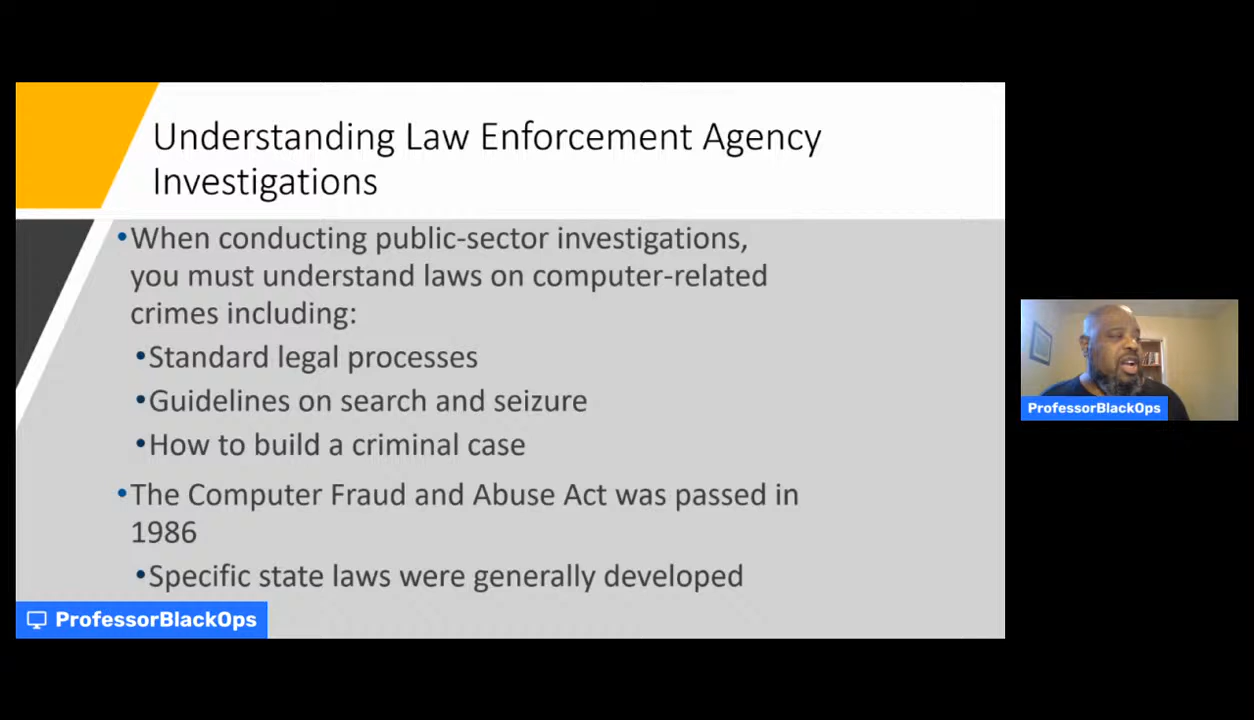 Understanding Law Enforcement Agency
Investigations
•When conducting public-sector investigations,
you must understand laws on computer-related
crimes including:
•Standard legal processes
•Guidelines on search and seizure
•How to build a criminal case
•The Computer Fraud and Abuse Act was passed in
1986
•Specific state laws were generally developed
ProfessorBlackOps
ProfessorBlackOps